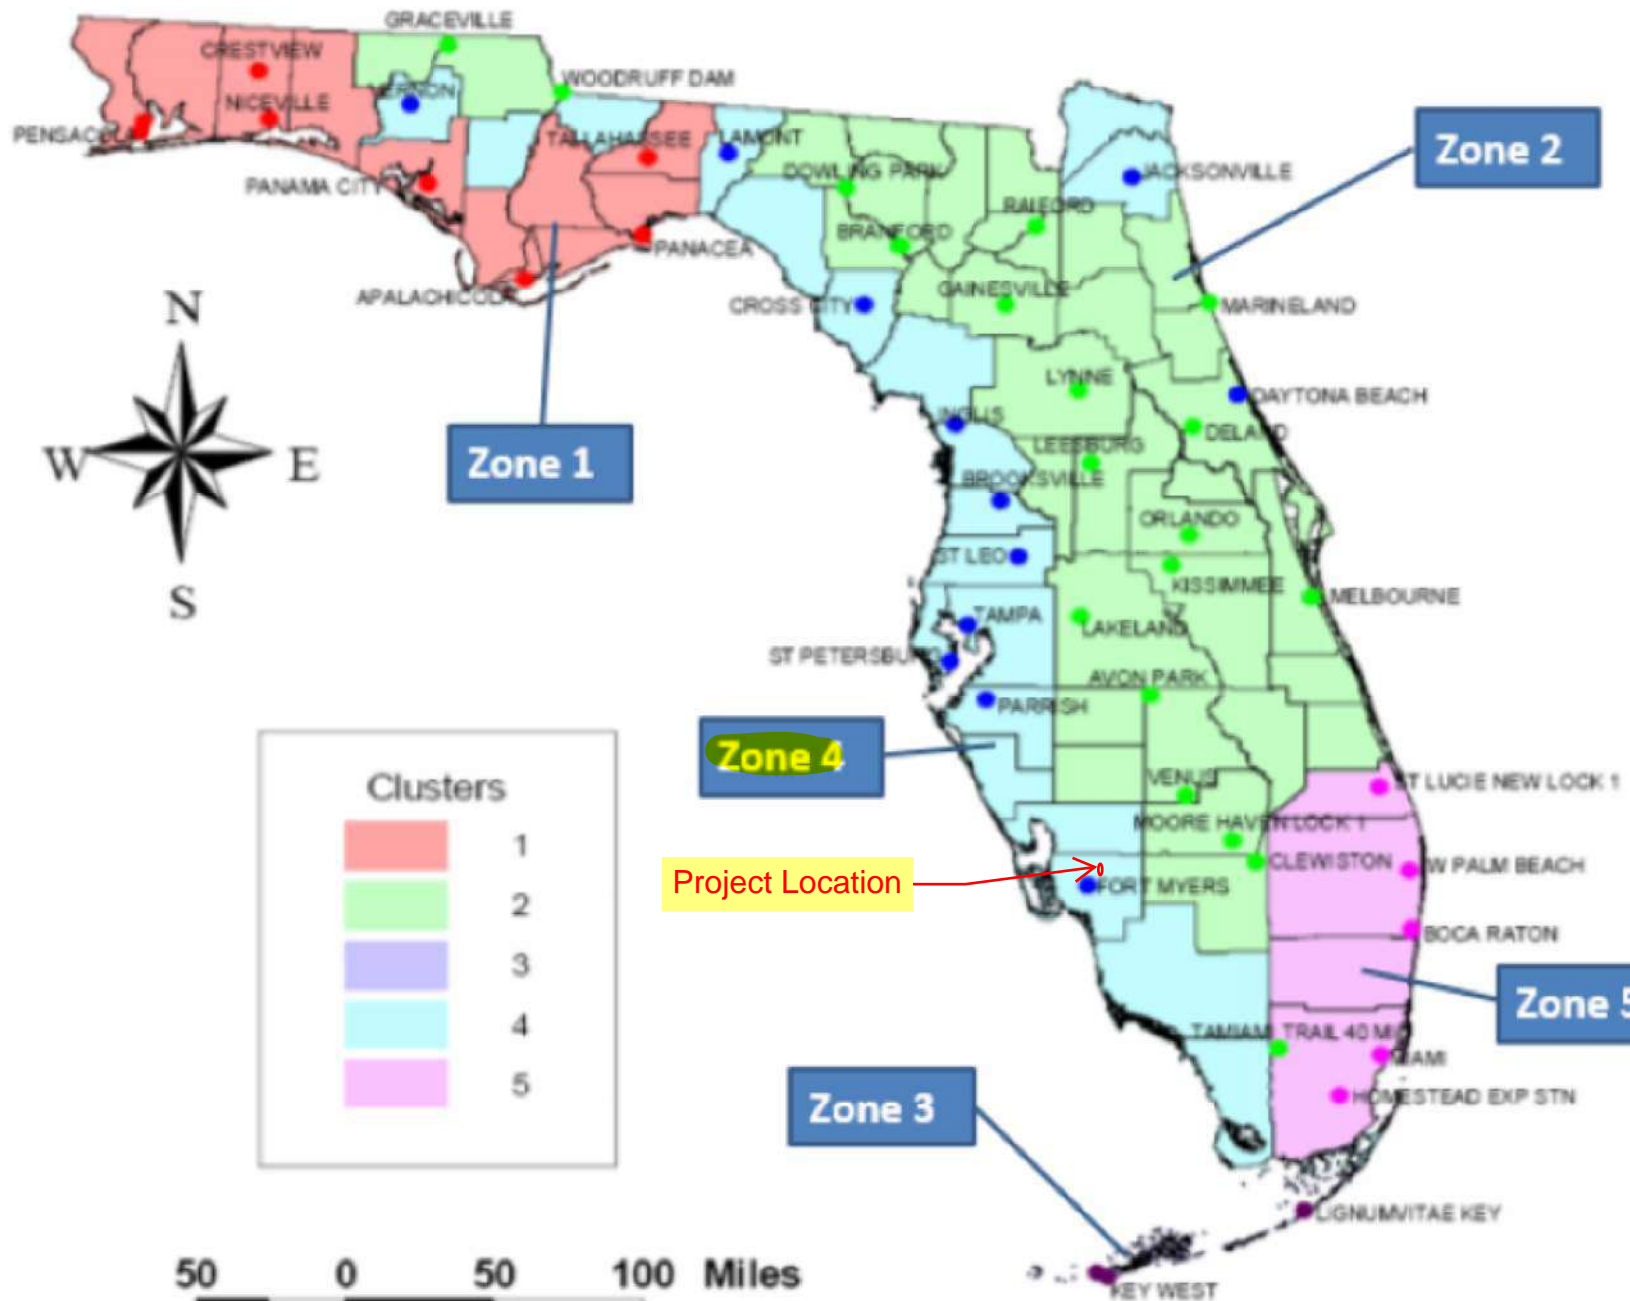 GRACEVILLE
CRESTVIEW
WOODRUFF DAM
VERNON
NICEVILLE
PENSACOLA
TALLAHASSEE
LAMONT
Zone 2
DOWLING PARK
JACKSONVILLE
PANAMA CITY
RAIFORD
BRANFORD
PANACEA
APALACHICOLA
GAINESVILLE
CROSS CITY
MARINELAND
N
W
E
S
LYNNE
DAYTONA BEACH
INGLIS
DELAND
LEESBURG
Zone 1
BROOKSVILLE
ORLANDO
ST LEO
KISSIMMEE
MELBOURNE
TAMPA
LAKELAND
ST PETERSBURG
AVON PARK
PARRISH
Zone 4
VENUS
ST LUCIE NEW LOCK 1
MOORE HAVEN LOCK 1
CLEWISTON
W PALM BEACH
Project Location
FORT MYERS
BOCA RATON
Zone 5
TAMIAMI TRAIL 40 MI
MIAMI
HOMESTEAD EXP STN
Zone 3
LIGNUMVITAE KEY
KEY WEST
Clusters
1
2
3
4
5
50 0 50 100 Miles